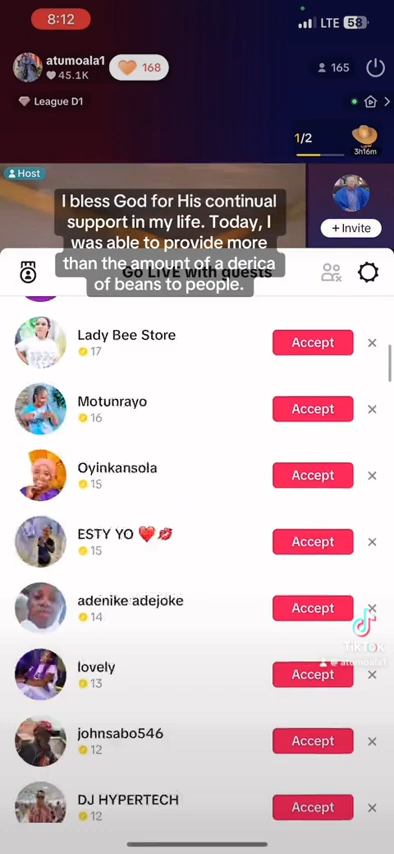 8:12
LTE 58
atumoala1
45.1K
168
165
League D1
1/2
3h16m
Host
I bless God for His continual
support in my life. Today, I
was able to provide more
than the amount of a derica
of beans to people.
+ Invite
Go LIVE with guests
Lady Bee Store
17
Accept
Motunrayo
16
Accept
Oyinkansola
15
Accept
ESTY YO ❤️💋
15
Accept
adenike adejoke
14
Accept
TikTok
@atumoala1
lovely
13
Accept
johnsabo546
12
Accept
DJ HYPERTECH
12
Accept